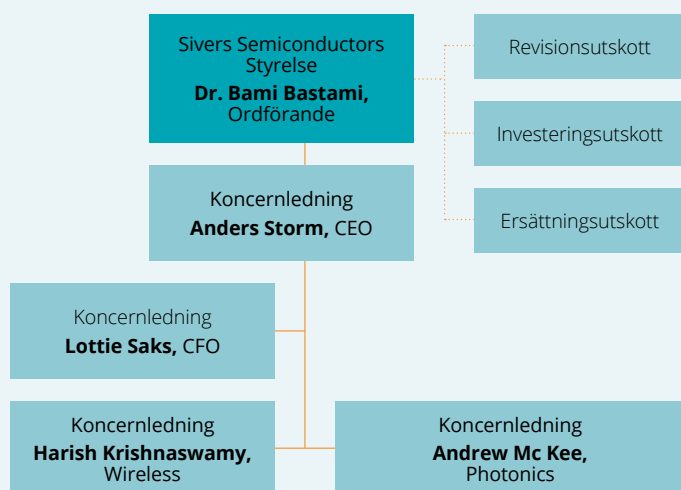 Sivers Semiconductors
Styrelse
Dr. Bami Bastami,
Ordförande
Revisionsutskott
Investeringsutskott
Ersättningsutskott
Koncernledning
Anders Storm, CEO
Koncernledning
Lottie Saks, CFO
Koncernledning
Harish Krishnaswamy,
Wireless
Koncernledning
Andrew Mc Kee,
Photonics